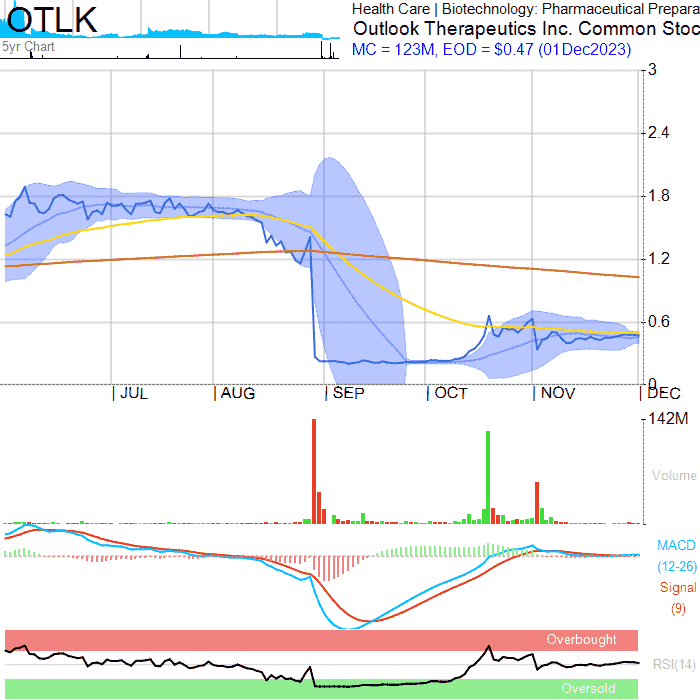 OTLK
5yr Chart
Health Care | Biotechnology: Pharmaceutical Prepara
Outlook Therapeutics Inc. Common Stoc
MC = 123M, EOD = $0.47 (01Dec2023)
3
2.4
1.8
1.2
0.6
0
JUL AUG SEP OCT NOV DEC
142M
Volume
MACD
(12-26)
Signal
(9)
Overbought
RSI(14)
Oversold